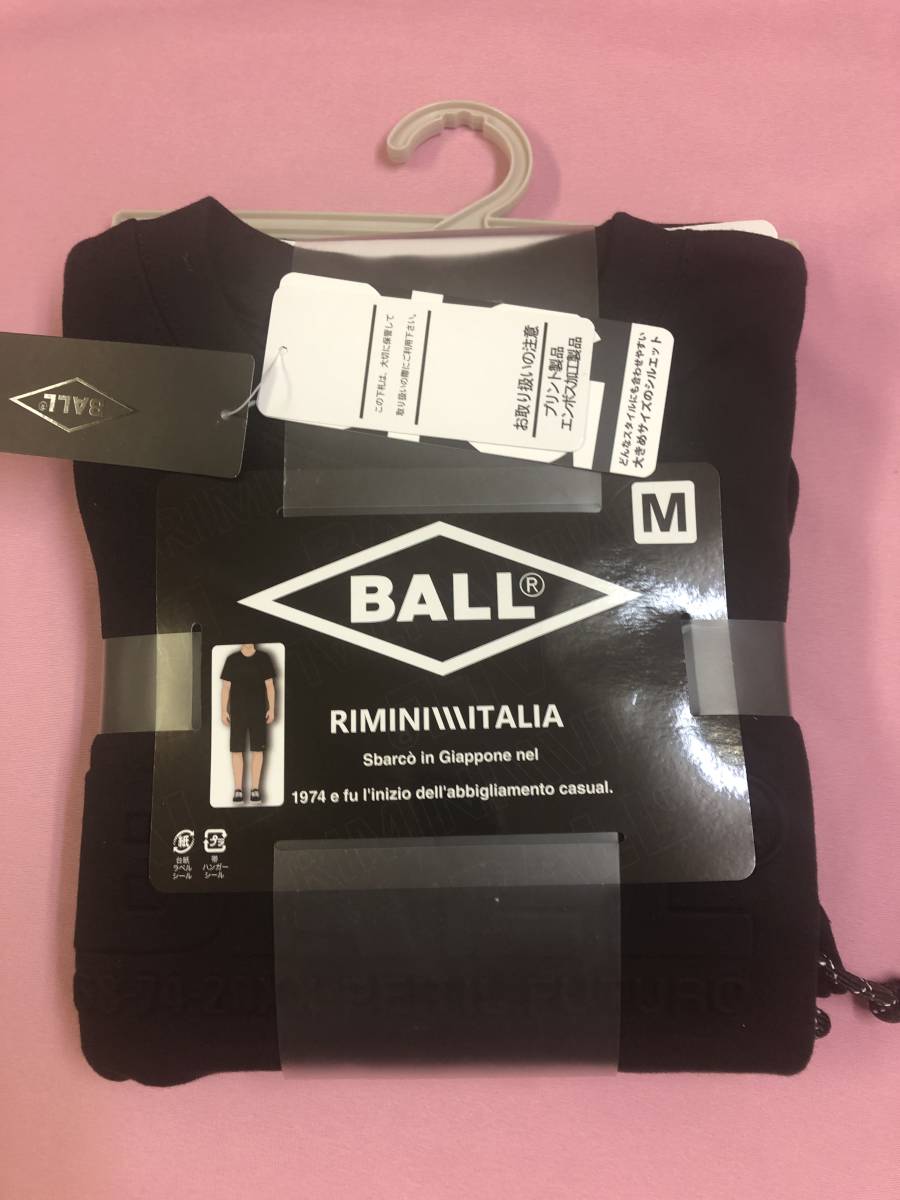 BALL®
この下札は、大切に保管して
取り扱いの際にご利用下さい。
お取り扱いの注意
プリント製品
エンボス加工製品
どんなスタイルにも合わせやすい
大きめサイズのシルエット
M
BALL®
RIMINI\\\ITALIA
Sbarcò in Giappone nel
1974 e fu l'inizio dell'abbigliamento casual.
紙
プラ
台紙
ラベル
シール
帯
ハンガー
シール